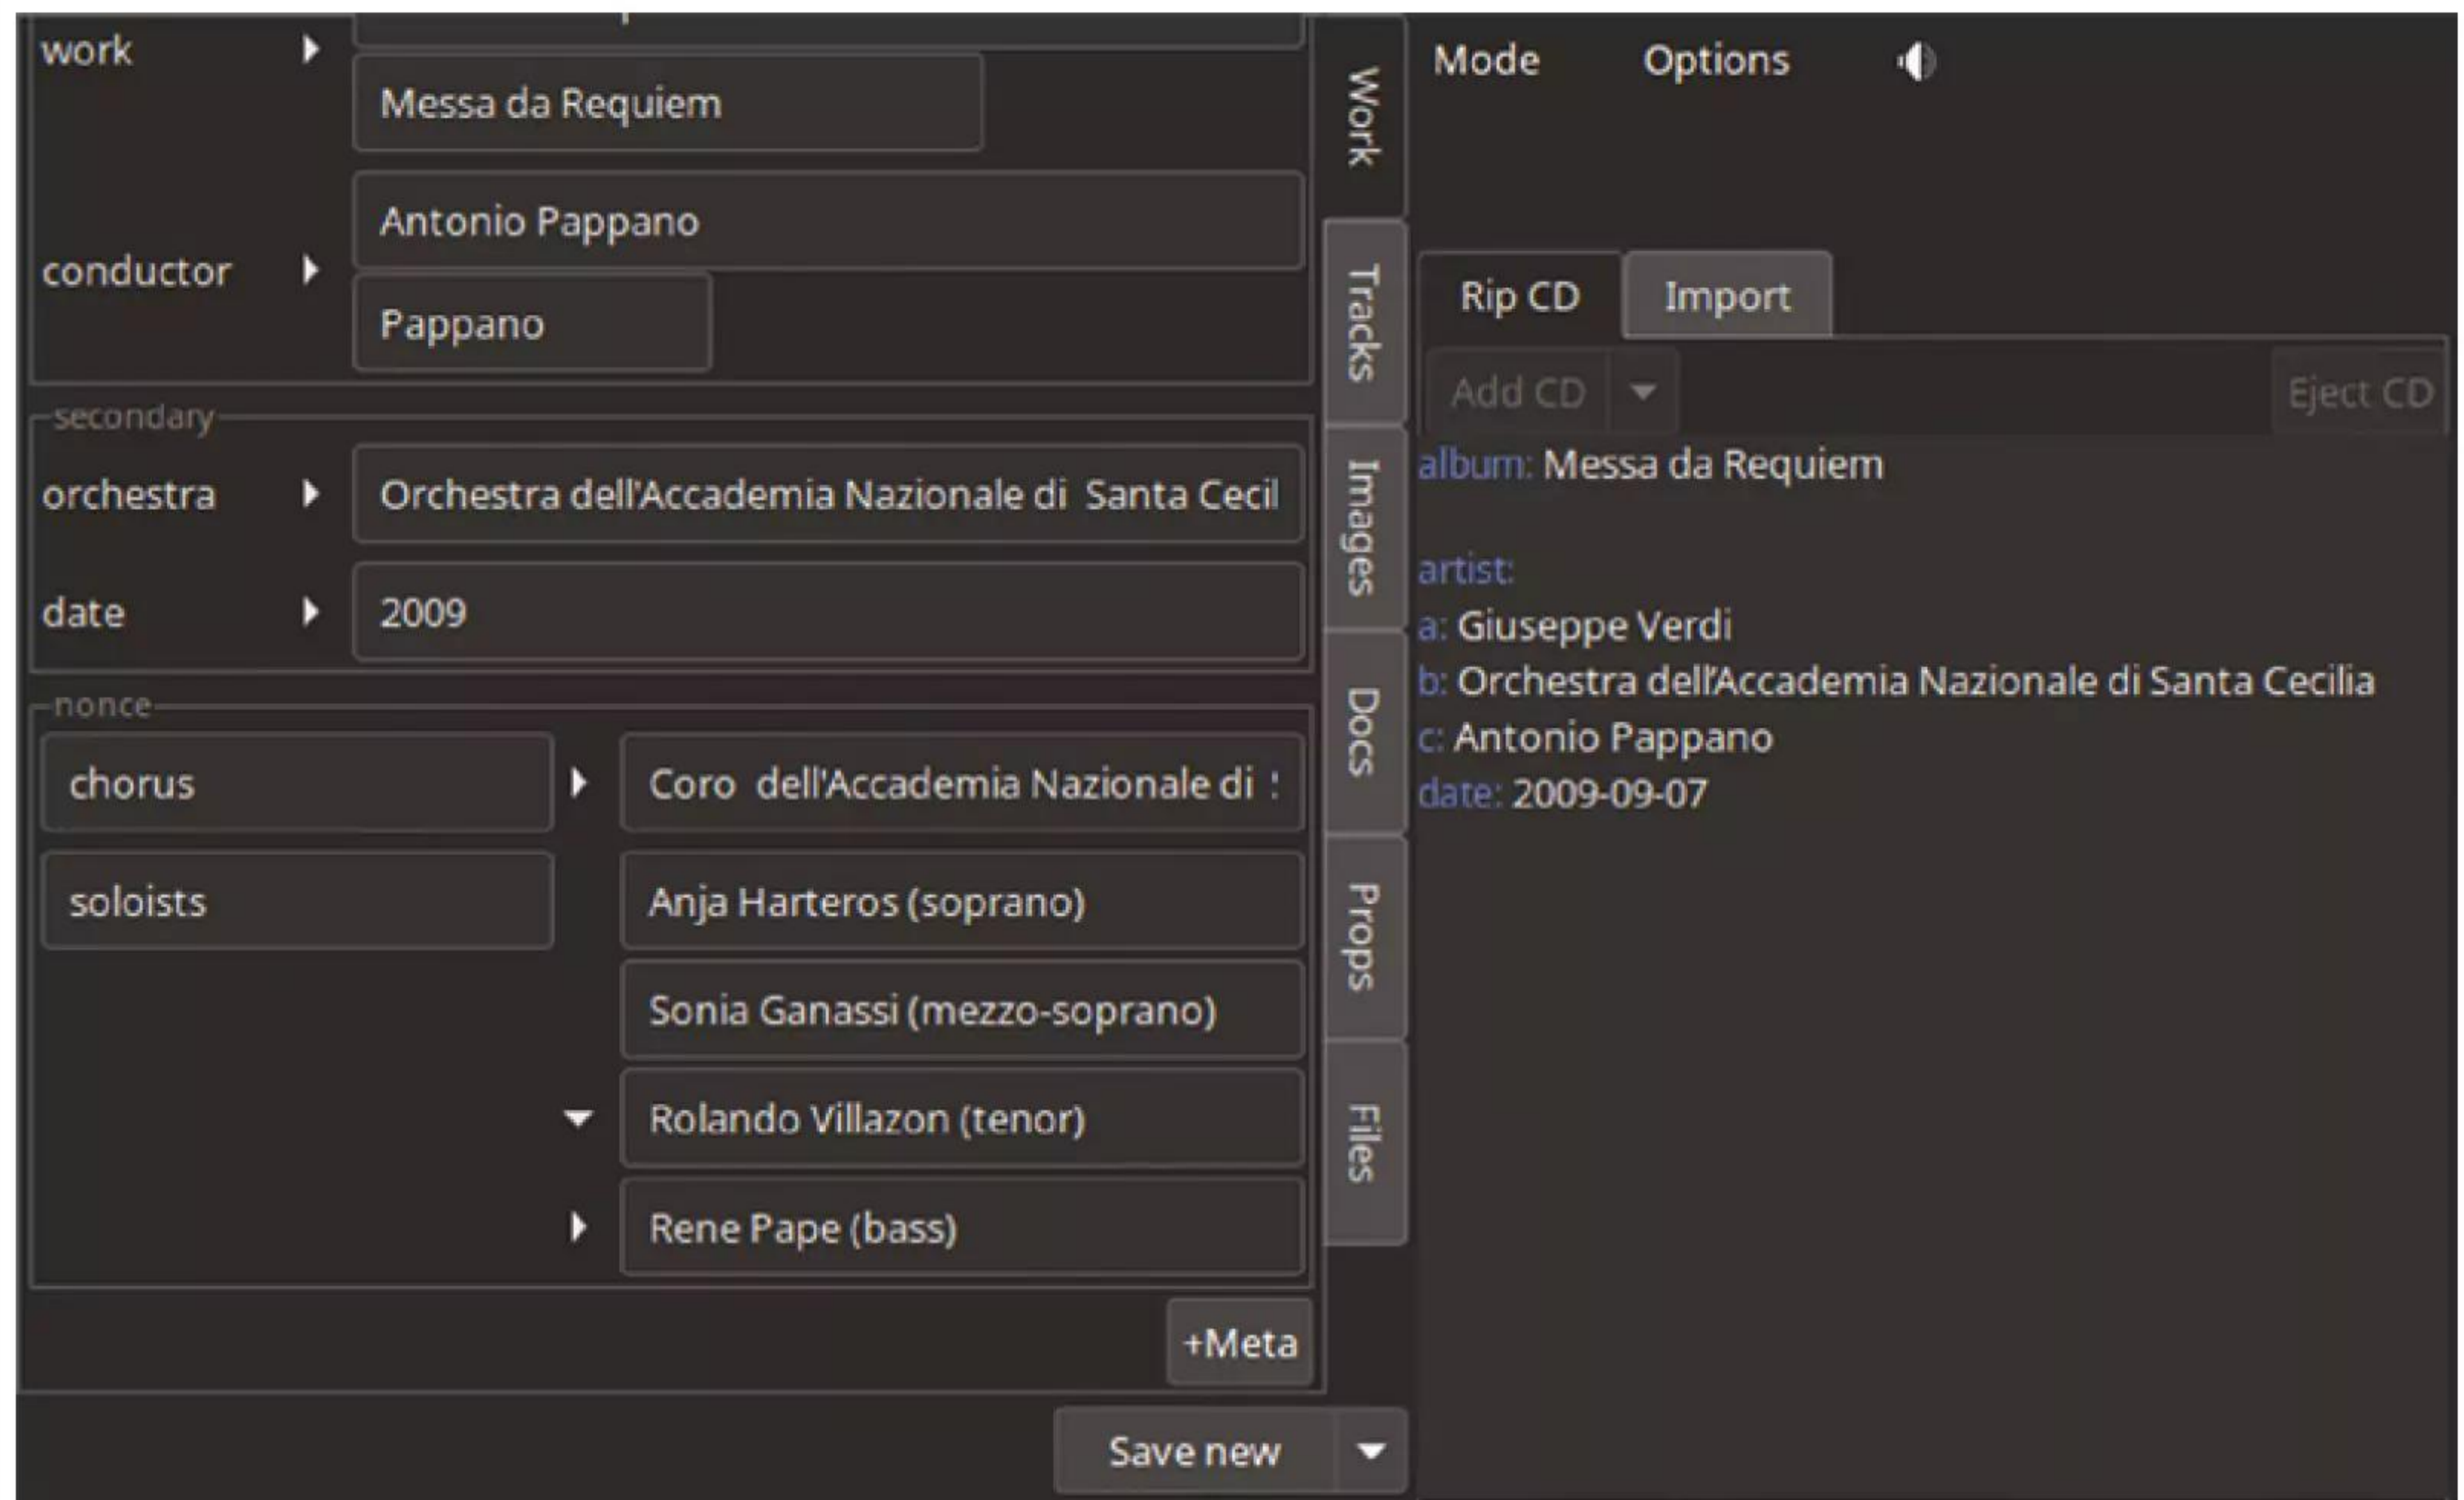 work
Messa da Requiem
conductor
Antonio Pappano
Pappano
secondary
orchestra
Orchestra dell'Accademia Nazionale di  Santa Cecil
date
2009
nonce
chorus
Coro  dell'Accademia Nazionale di
soloists
Anja Harteros (soprano)
Sonia Ganassi (mezzo-soprano)
Rolando Villazon (tenor)
Rene Pape (bass)
+Meta
Save new
Work
Tracks
Images
Docs
Props
Files
Mode Options
Rip CD Import
Add CD Eject CD
album: Messa da Requiem
artist:
a: Giuseppe Verdi
b: Orchestra dell'Accademia Nazionale di Santa Cecilia
c: Antonio Pappano
date: 2009-09-07